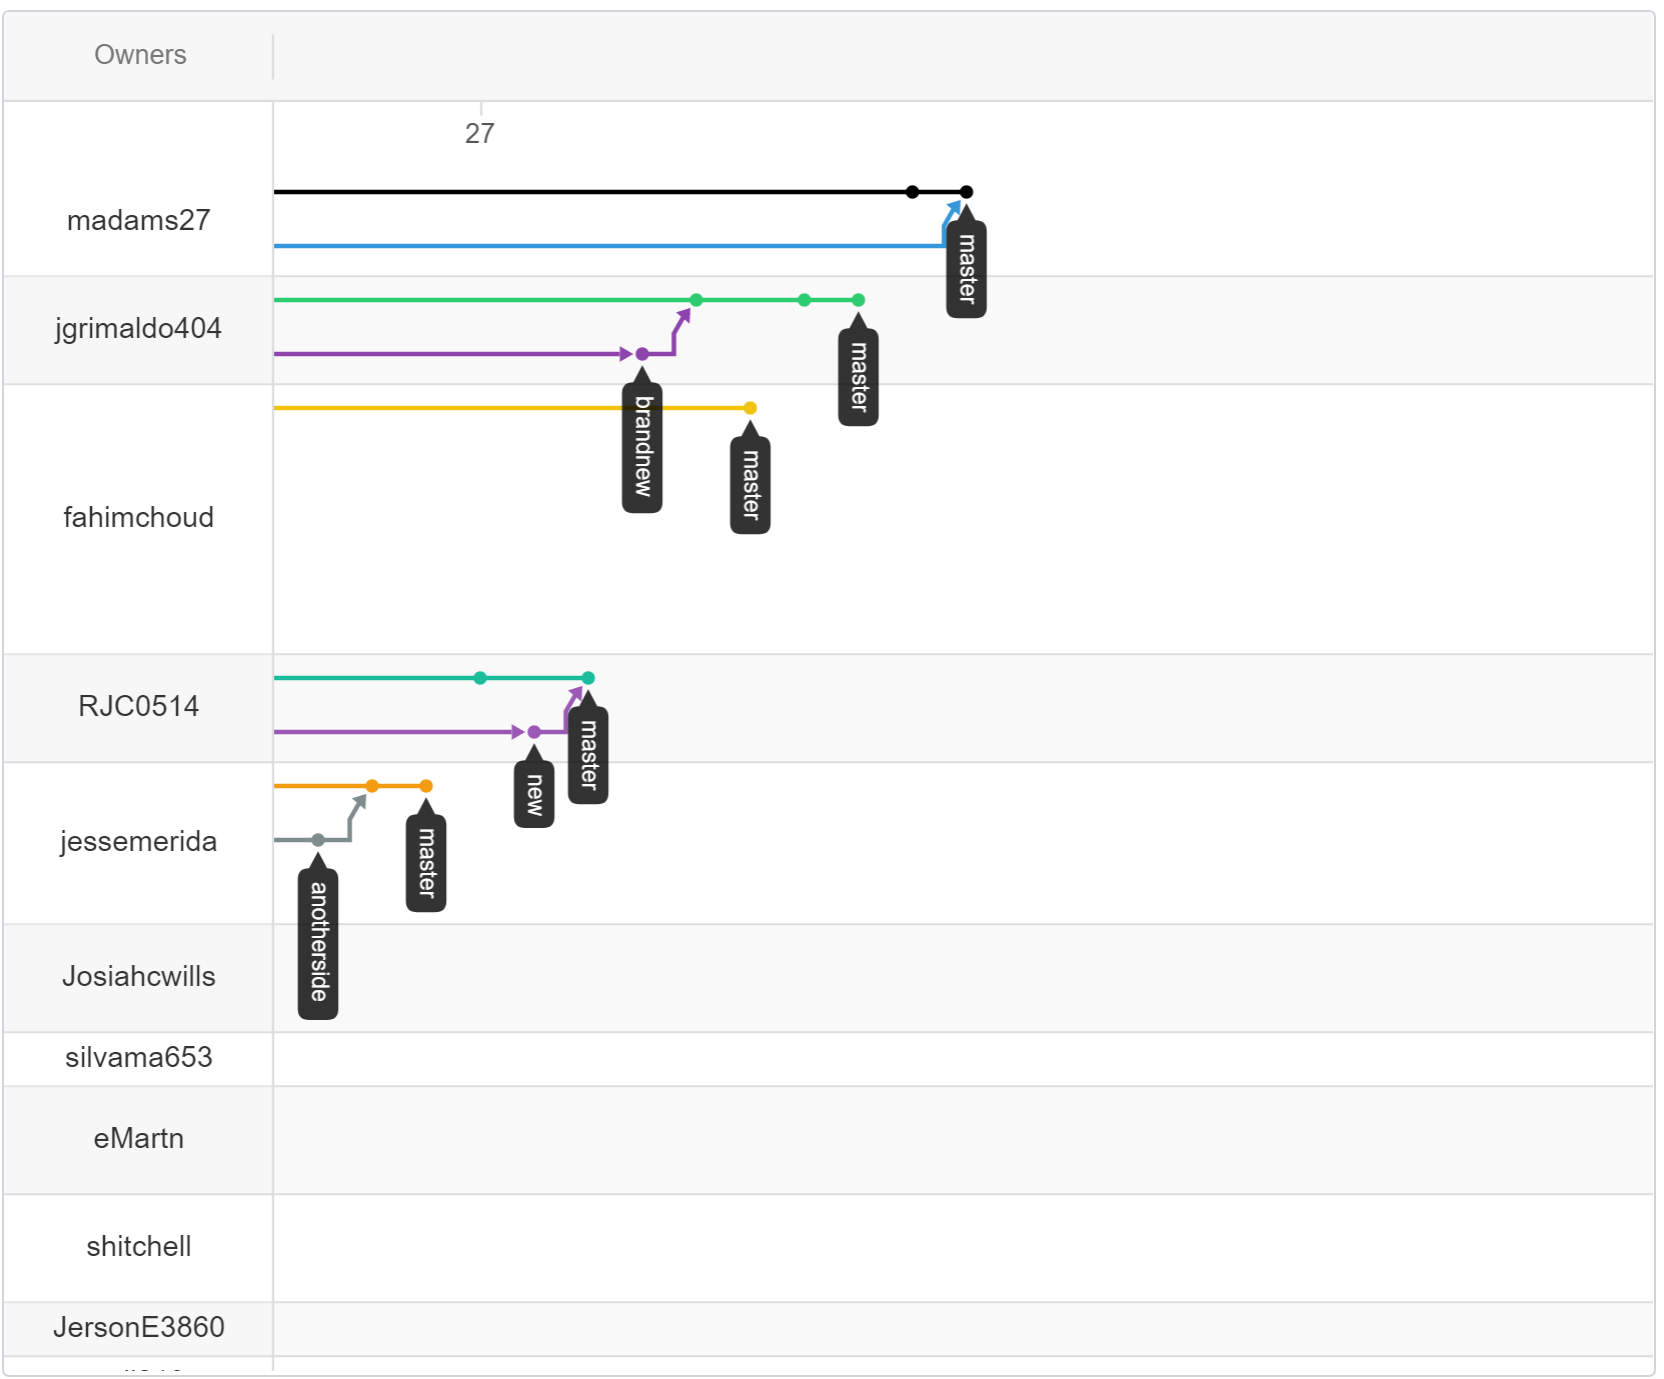 Owners
27
madams27
master
jgrimaldo404
master
brandnew
fahimchoud
master
RJC0514
master
new
jessemerida
master
anotherside
Josiahcwills
silvama653
eMartn
shitchell
JersonE3860